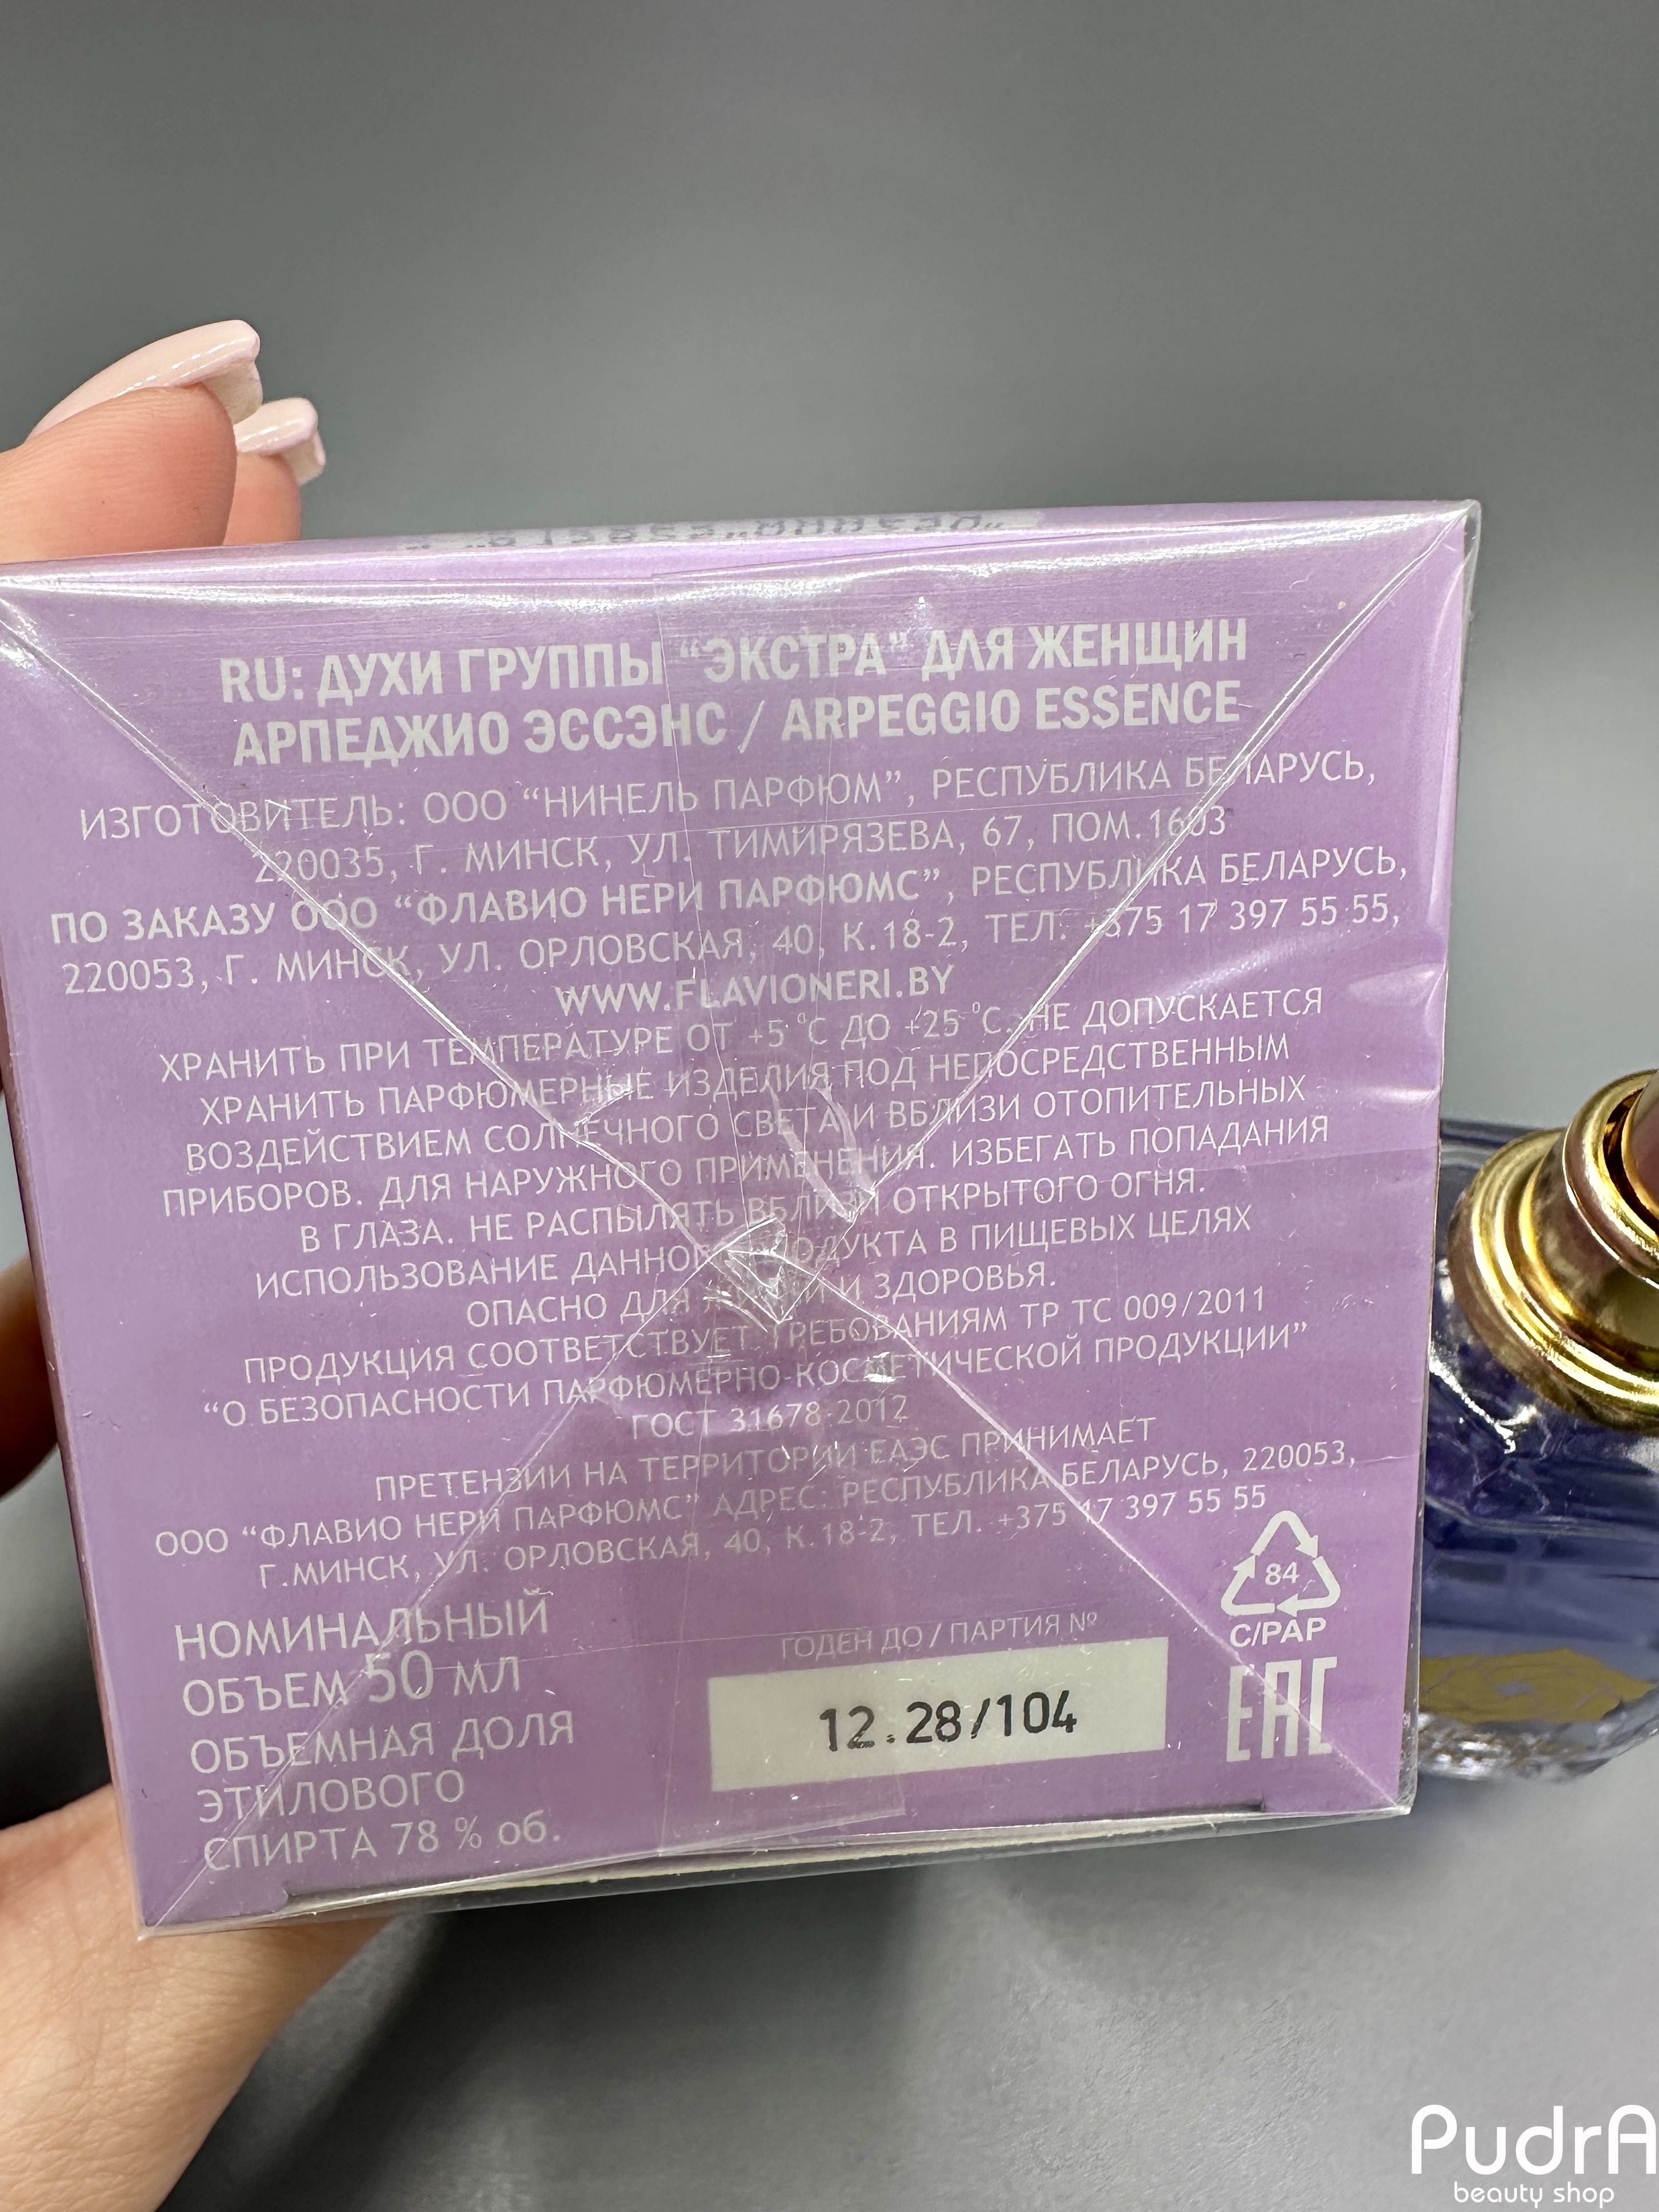 RU: ДУХИ ГРУППЫ "ЭКСТРА" ДЛЯ ЖЕНЩИН
АРПЕДЖИО ЭССЭНС / ARPEGGIO ESSENCE
ИЗГОТОВИТЕЛЬ: ООО "НИНЕЛЬ ПАРФЮМ", РЕСПУБЛИКА БЕЛАРУСЬ,
220035, Г. МИНСК, УЛ. ТИМИРЯЗЕВА, 67, ПОМ.1603
ПО ЗАКАЗУ ООО "ФЛАВИО НЕРИ ПАРФЮМС", РЕСПУБЛИКА БЕЛАРУСЬ,
220053, Г. МИНСК, УЛ. ОРЛОВСКАЯ, 40, К.18-2, ТЕЛ: +375 17 397 55 55,
WWW.FLAVIONERI.BY
ХРАНИТЬ ПРИ ТЕМПЕРАТУРЕ ОТ +5 °С ДО +25 °С. НЕ ДОПУСКАЕТСЯ
ХРАНИТЬ ПАРФЮМЕРНЫЕ ИЗДЕЛИЯ ПОД НЕПОСРЕДСТВЕННЫМ
ВОЗДЕЙСТВИЕМ СОЛНЕЧНОГО СВЕТА И ВБЛИЗИ ОТОПИТЕЛЬНЫХ
ПРИБОРОВ. ДЛЯ НАРУЖНОГО ПРИМЕНЕНИЯ. ИЗБЕГАТЬ ПОПАДАНИЯ
В ГЛАЗА. НЕ РАСПЫЛЯТЬ ВБЛИЗИ ОТКРЫТОГО ОГНЯ.
ИСПОЛЬЗОВАНИЕ ДАННОГО ПРОДУКТА В ПИЩЕВЫХ ЦЕЛЯХ
ОПАСНО ДЛЯ ЖИЗНИ И ЗДОРОВЬЯ.
ПРОДУКЦИЯ СООТВЕТСТВУЕТ ТРЕБОВАНИЯМ ТР ТС 009/2011
"О БЕЗОПАСНОСТИ ПАРФЮМЕРНО-КОСМЕТИЧЕСКОЙ ПРОДУКЦИИ"
ГОСТ 31678-2012
ПРЕТЕНЗИИ НА ТЕРРИТОРИИ ЕАЭС ПРИНИМАЕТ
ООО "ФЛАВИО НЕРИ ПАРФЮМС" АДРЕС: РЕСПУБЛИКА БЕЛАРУСЬ, 220053,
Г.МИНСК, УЛ. ОРЛОВСКАЯ, 40, К.18-2, ТЕЛ. +375 17 397 55 55
НОМИНАЛЬНЫЙ
ОБЪЕМ 50 МЛ
ОБЪЕМНАЯ ДОЛЯ
ЭТИЛОВОГО
СПИРТА 78 % об.
ГОДЕН ДО / ПАРТИЯ №
12.28/104
84
C/PAP
EAC
PudrA
beauty shop